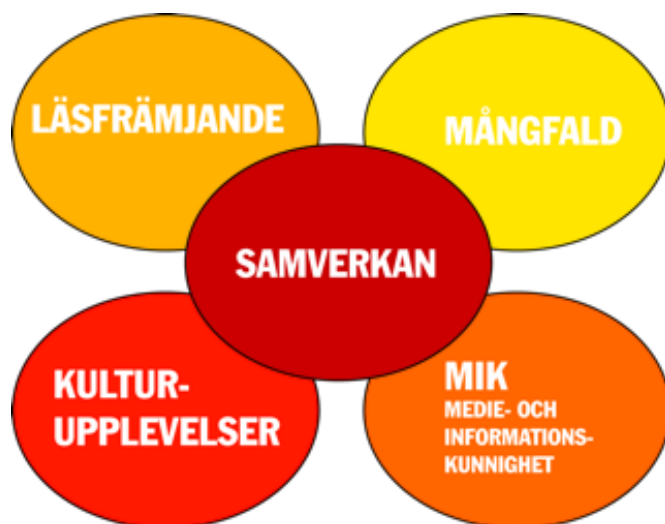 LÄSFRÄMJANDE
MÅNGFALD
SAMVERKAN
KULTUR-
UPPLEVELSER
MIK
MEDIE- OCH
INFORMATIONS-
KUNNIGHET